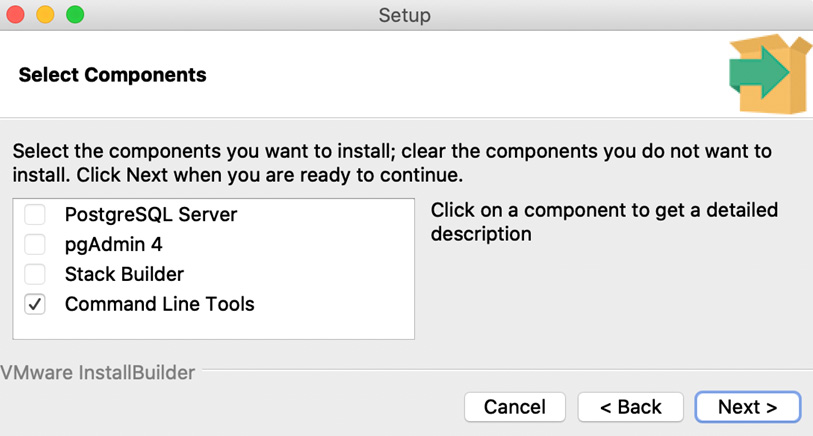 Setup
Select Components
Select the components you want to install; clear the components you do not want to
install. Click Next when you are ready to continue.
PostgreSQL Server
pgAdmin 4
Stack Builder
Command Line Tools
Click on a component to get a detailed
description
VMware InstallBuilder
Cancel
< Back
Next >